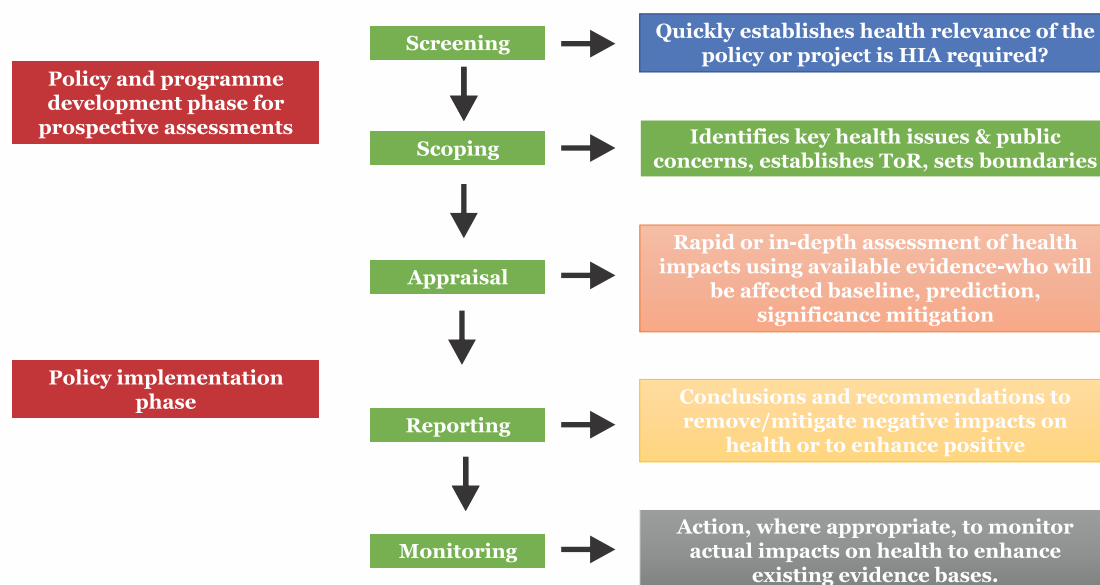 Screening
Quickly establishes health relevance of the
policy or project is HIA required?
Policy and programme
development phase for
prospective assessments
Scoping
Identifies key health issues & public
concerns, establishes ToR, sets boundaries
Appraisal
Rapid or in-depth assessment of health
impacts using available evidence-who will
be affected baseline, prediction,
significance mitigation
Policy implementation
phase
Reporting
Conclusions and recommendations to
remove/mitigate negative impacts on
health or to enhance positive
Monitoring
Action, where appropriate, to monitor
actual impacts on health to enhance
existing evidence bases.